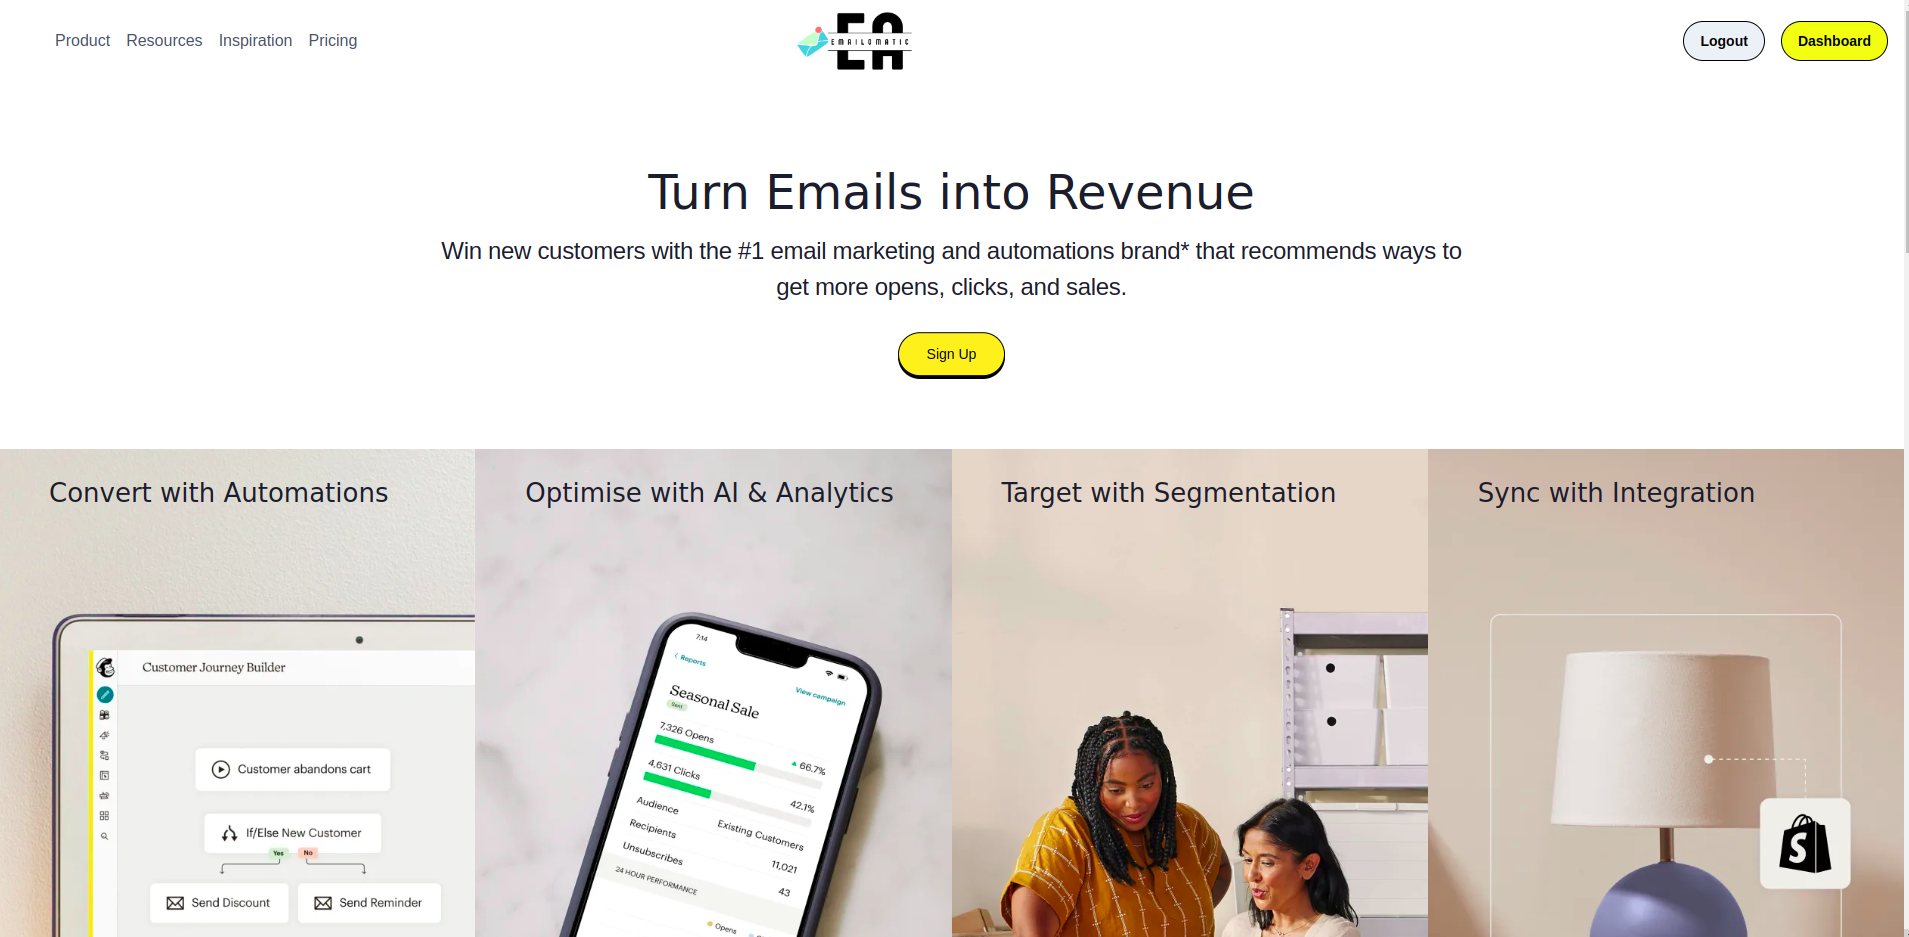 Product Resources Inspiration Pricing
EA
EMAILOMATIC
Logout Dashboard
Turn Emails into Revenue
Win new customers with the #1 email marketing and automations brand* that recommends ways to
get more opens, clicks, and sales.
Sign Up
Convert with Automations
Customer Journey Builder
Customer abandons cart
If/Else New Customer
Yes No
Send Discount Send Reminder
Optimise with AI & Analytics
7:14
Reports
View campaign
Seasonal Sale
Sent
7,326 Opens
66.7%
4,631 Clicks
42.1%
Audience Existing Customers
Recipients 11,021
Unsubscribes 43
24 HOUR PERFORMANCE
Opens
Target with Segmentation
Sync with Integration
S